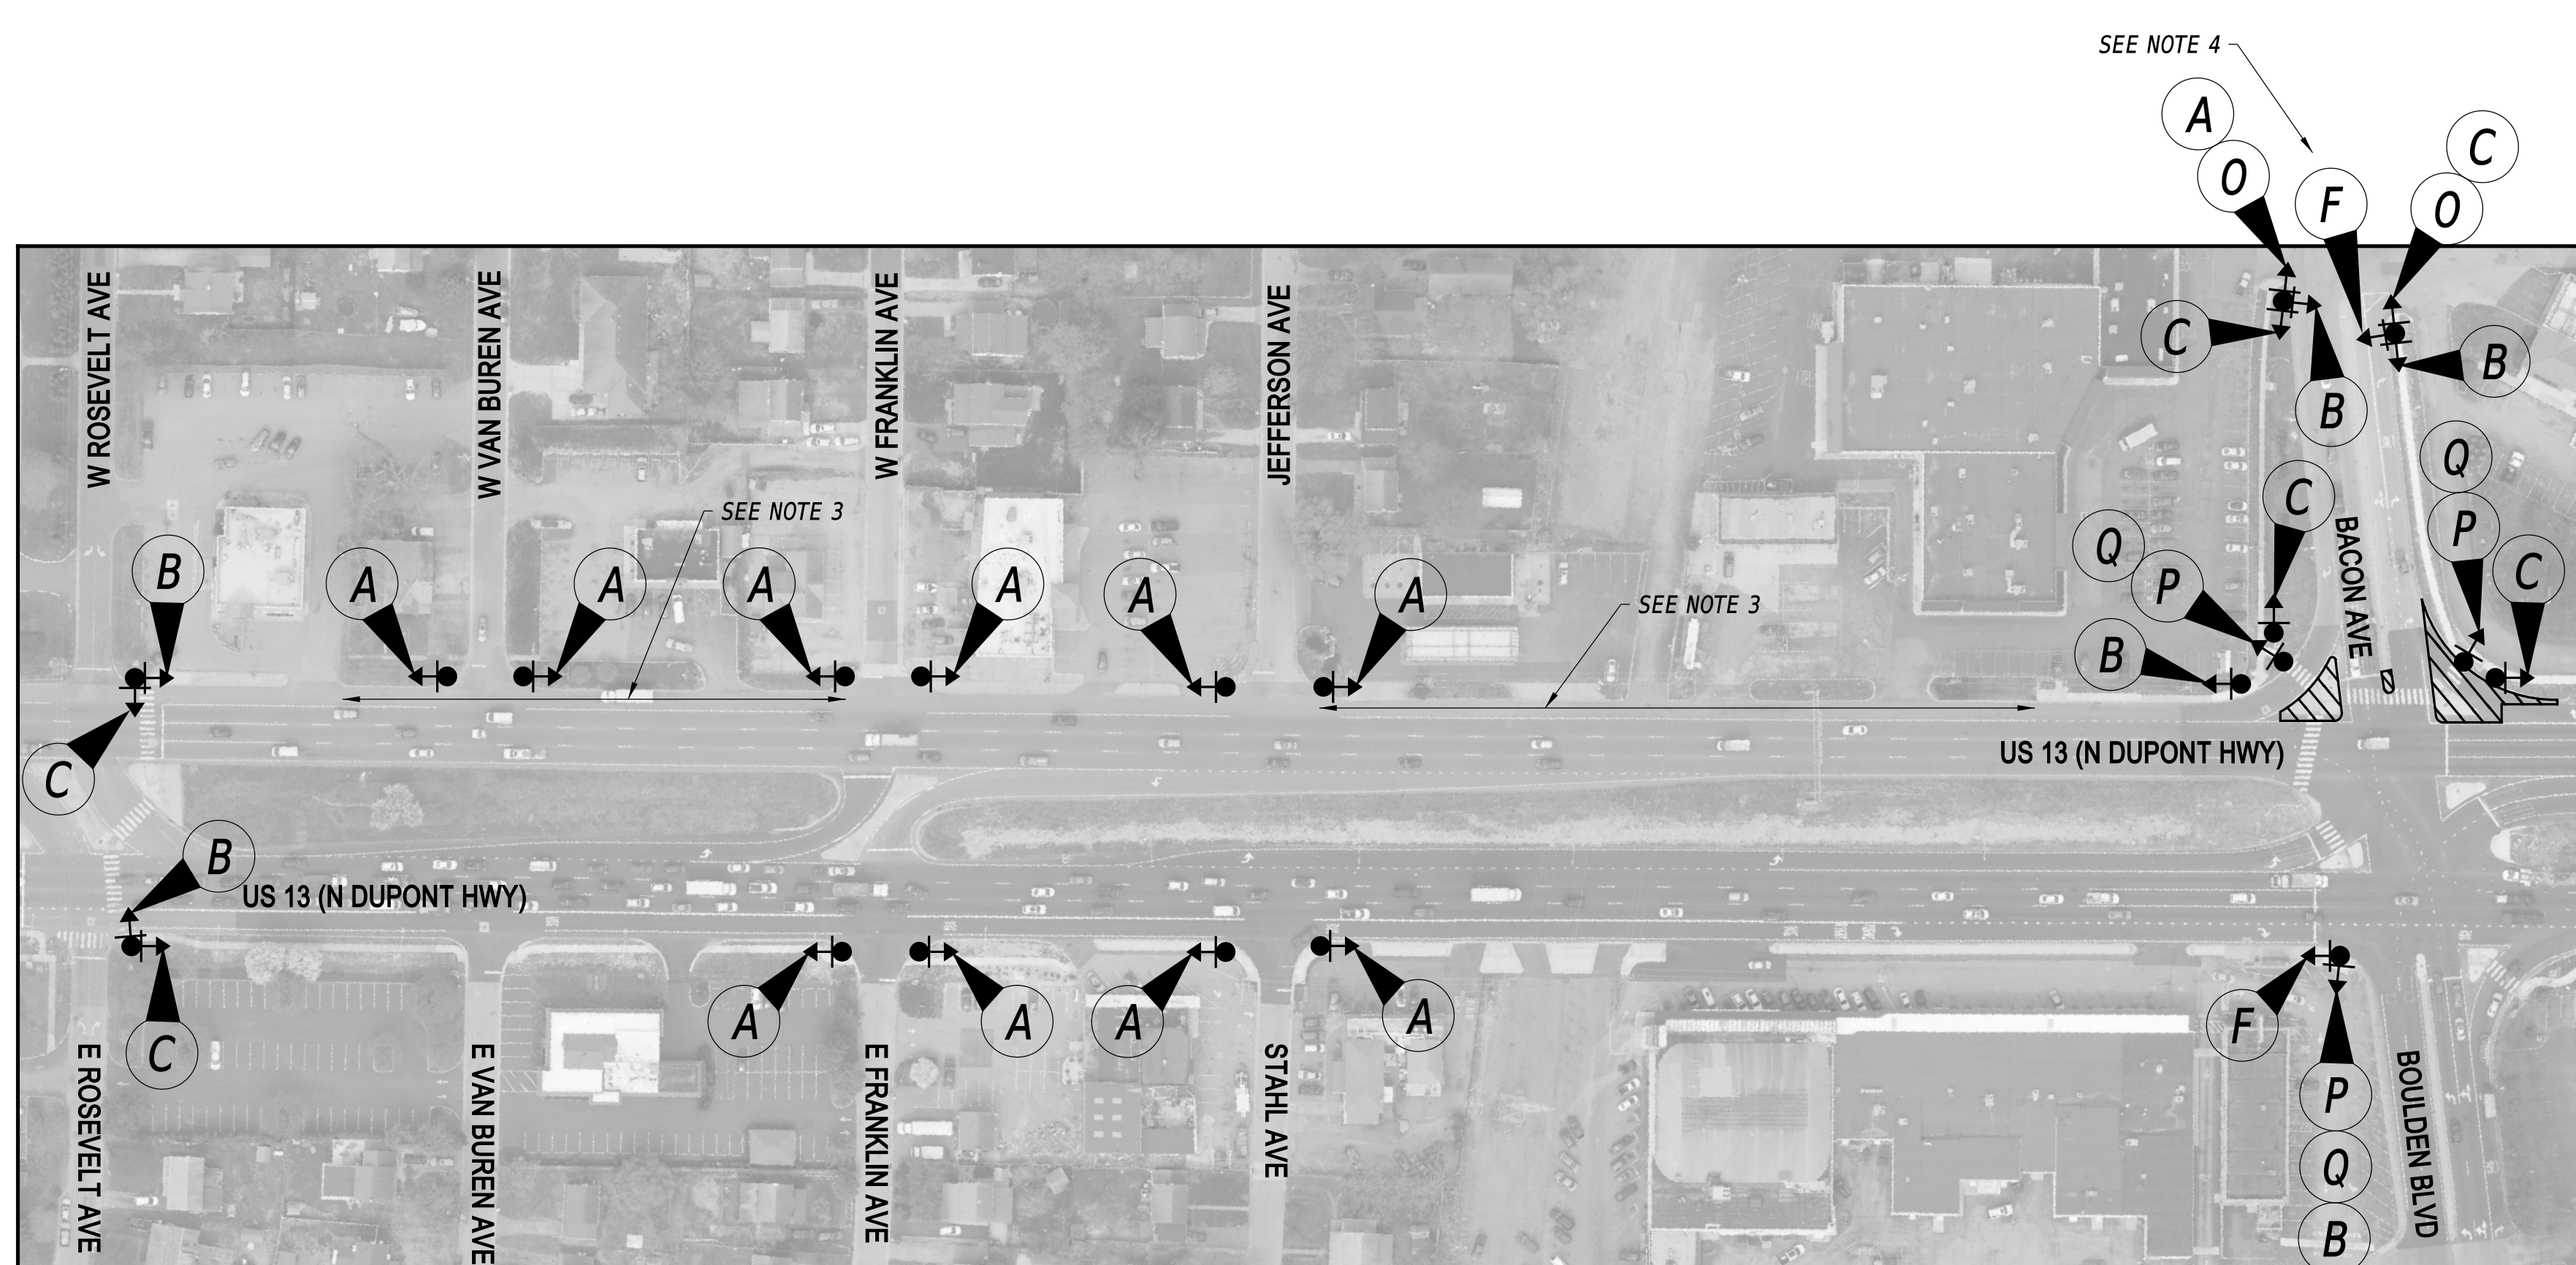 SEE NOTE 4
A
O
F
C
O
W ROSEVELT AVE
W VAN BUREN AVE
W FRANKLIN AVE
JEFFERSON AVE
C
B
B
Q
P
C
C
Q
P
B
BACON AVE
SEE NOTE 3
SEE NOTE 3
B
A
A
A
A
A
A
C
US 13 (N DUPONT HWY)
B
US 13 (N DUPONT HWY)
C
A
A
A
A
F
P
Q
B
E ROSEVELT AVE
E VAN BUREN AVE
E FRANKLIN AVE
STAHL AVE
BOULDEN BLVD